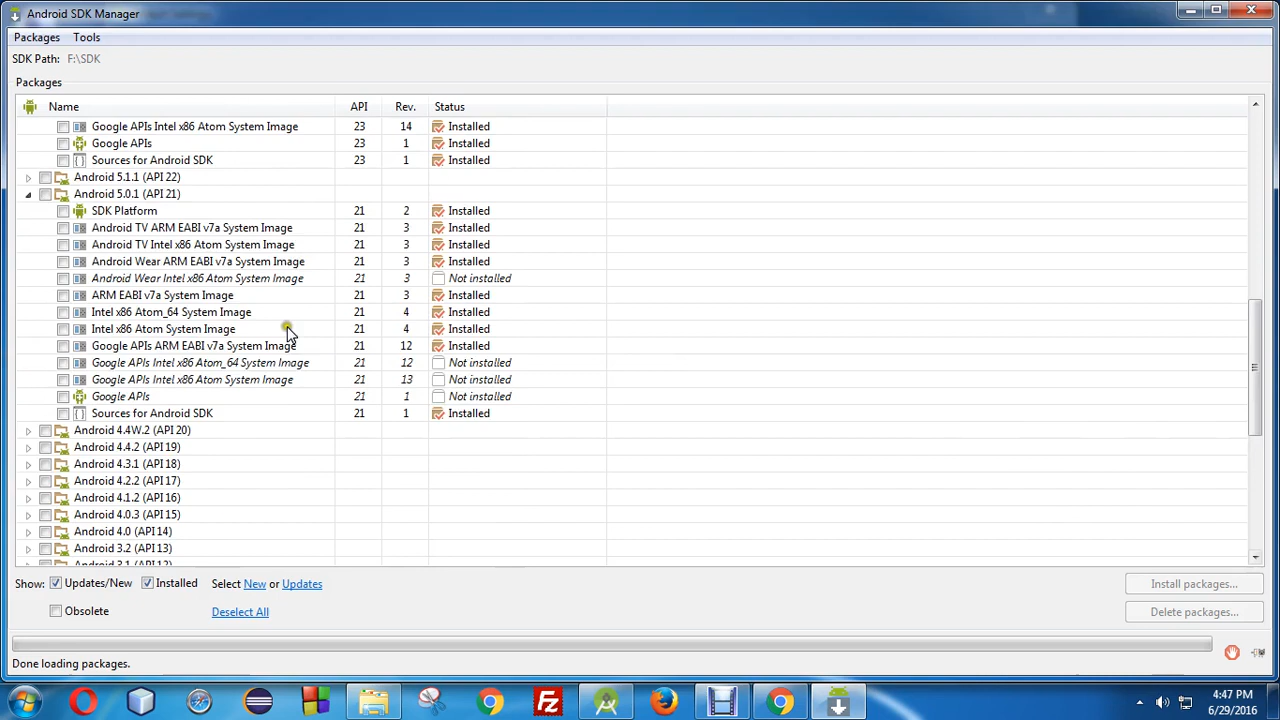 Android SDK Manager
Packages Tools
SDK Path: F:\SDK
Packages
Name API Rev. Status
Google APIs Intel x86 Atom System Image 23 14 Installed
Google APIs 23 1 Installed
Sources for Android SDK 23 1 Installed
Android 5.1.1 (API 22)
Android 5.0.1 (API 21)
SDK Platform 21 2 Installed
Android TV ARM EABI v7a System Image 21 3 Installed
Android TV Intel x86 Atom System Image 21 3 Installed
Android Wear ARM EABI v7a System Image 21 3 Installed
Android Wear Intel x86 Atom System Image 21 3 Not installed
ARM EABI v7a System Image 21 3 Installed
Intel x86 Atom_64 System Image 21 4 Installed
Intel x86 Atom System Image 21 4 Installed
Google APIs ARM EABI v7a System Image 21 12 Installed
Google APIs Intel x86 Atom_64 System Image 21 12 Not installed
Google APIs Intel x86 Atom System Image 21 13 Not installed
Google APIs 21 1 Not installed
Sources for Android SDK 21 1 Installed
Android 4.4W.2 (API 20)
Android 4.4.2 (API 19)
Android 4.3.1 (API 18)
Android 4.2.2 (API 17)
Android 4.1.2 (API 16)
Android 4.0.3 (API 15)
Android 4.0 (API 14)
Android 3.2 (API 13)
Android 3.1 (API 12)
Show: Updates/New Installed Select New or Updates Install packages...
Obsolete Deselect All Delete packages...
Done loading packages.
4:47 PM
6/29/2016